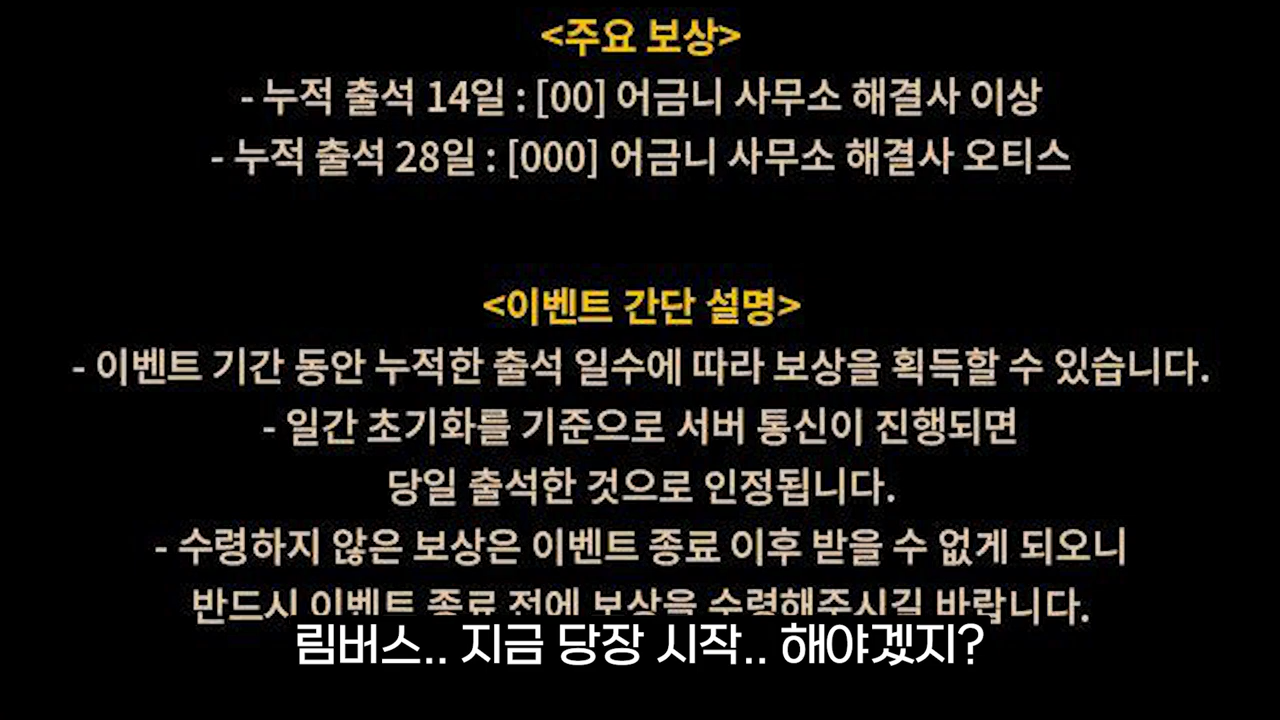 <주요 보상>
- 누적 출석 14일 : [00] 어금니 사무소 해결사 이상
- 누적 출석 28일 : [000] 어금니 사무소 해결사 오티스
<이벤트 간단 설명>
- 이벤트 기간 동안 누적한 출석 일수에 따라 보상을 획득할 수 있습니다.
- 일간 초기화를 기준으로 서버 통신이 진행되면
당일 출석한 것으로 인정됩니다.
- 수령하지 않은 보상은 이벤트 종료 이후 받을 수 없게 되오니
반드시 이벤트 종료 전에 보상을 수령해주시길 바랍니다.
림버스.. 지금 당장 시작.. 해야겠지?